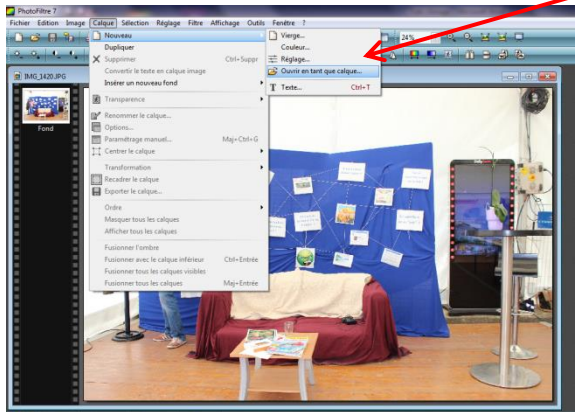 PhotoFiltre 7
Fichier Edition Image Calque Sélection Réglage Filtre Affichage Outils Fenêtre ?
24%
IMG_1420.JPG
Fond
Nouveau
Dupliquer
Supprimer Ctrl+Suppr
Convertir le texte en calque image
Insérer un nouveau fond
Transparence
Renommer le calque...
Options...
Paramétrage manuel... Maj+Ctrl+G
Centrer le calque
Transformation
Recadrer le calque
Exporter le calque...
Ordre
Masquer tous les calques
Afficher tous les calques
Fusionner l'ombre
Fusionner avec le calque inférieur Ctrl+Entrée
Fusionner tous les calques visibles
Fusionner tous les calques Maj+Entrée
Vierge...
Couleur...
Réglage...
Ouvrir en tant que calque...
Texte... Ctrl+T